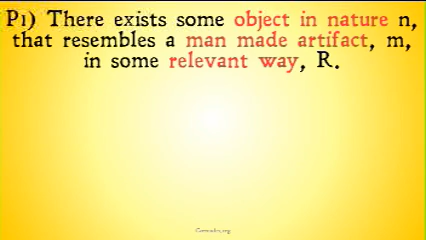 P1) There exists some object in nature n,
that resembles a man made artifact, m,
in some relevant way, R.